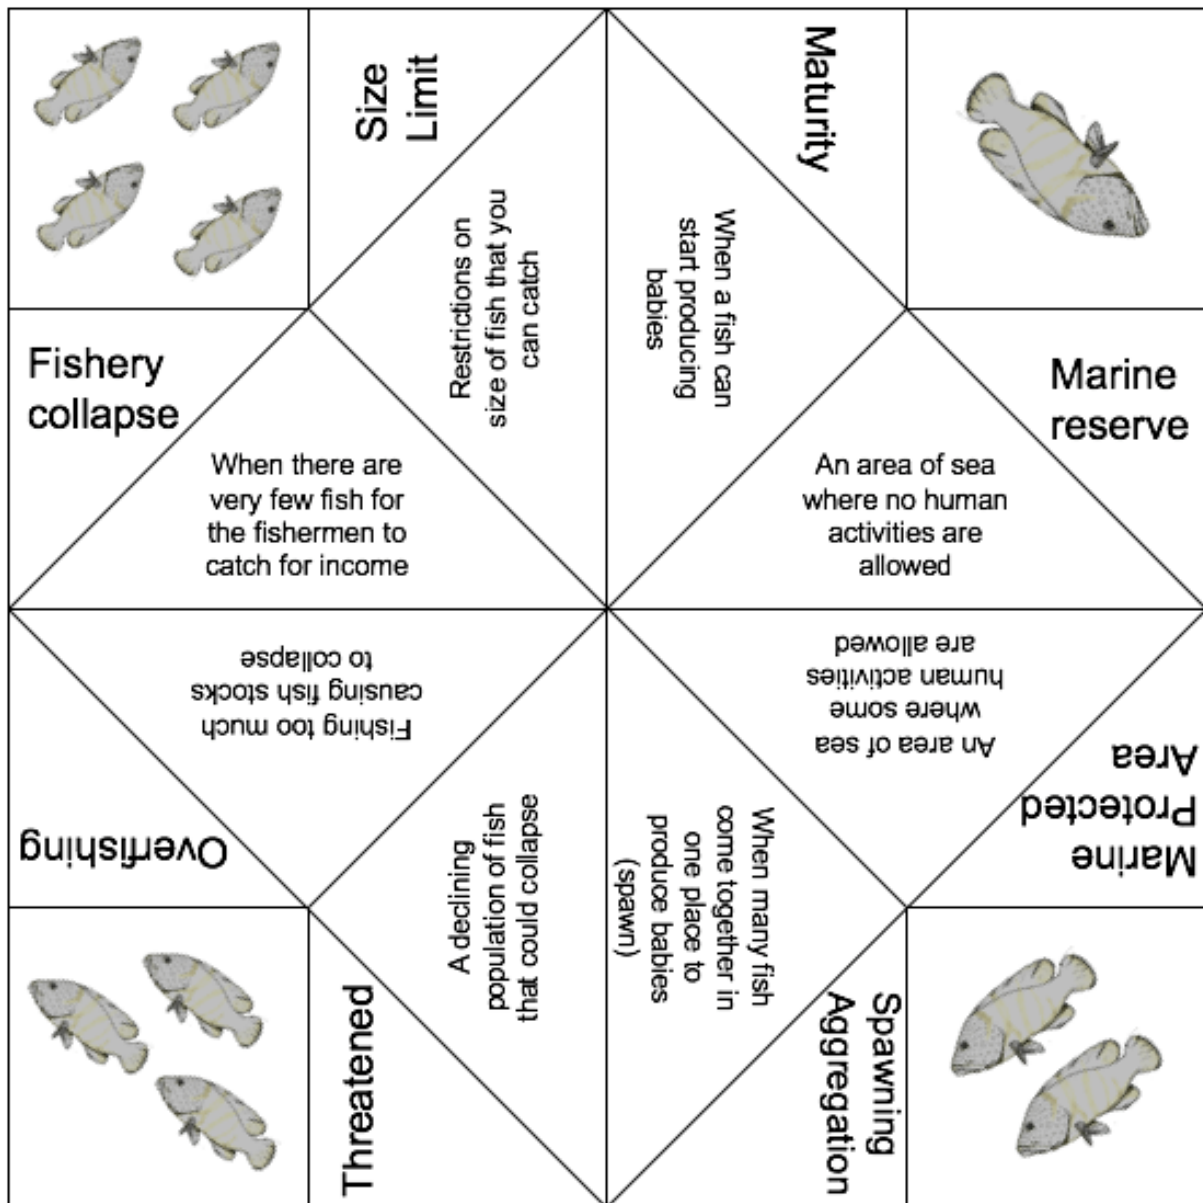 Size
Limit
Maturity
Restrictions on
size of fish that you
can catch
When a fish can
start producing
babies
Fishery
collapse
Marine
reserve
When there are
very few fish for
the fishermen to
catch for income
An area of sea
where no human
activities are
allowed
Fishing too much
causing fish stocks
to collapse
An area of sea
where some
human activities
are allowed
Overfishing
Marine
Protected
Area
A declining
population of fish
that could collapse
When many fish
come together in
one place to
produce babies
(spawn)
Threatened
Spawning
Aggregation